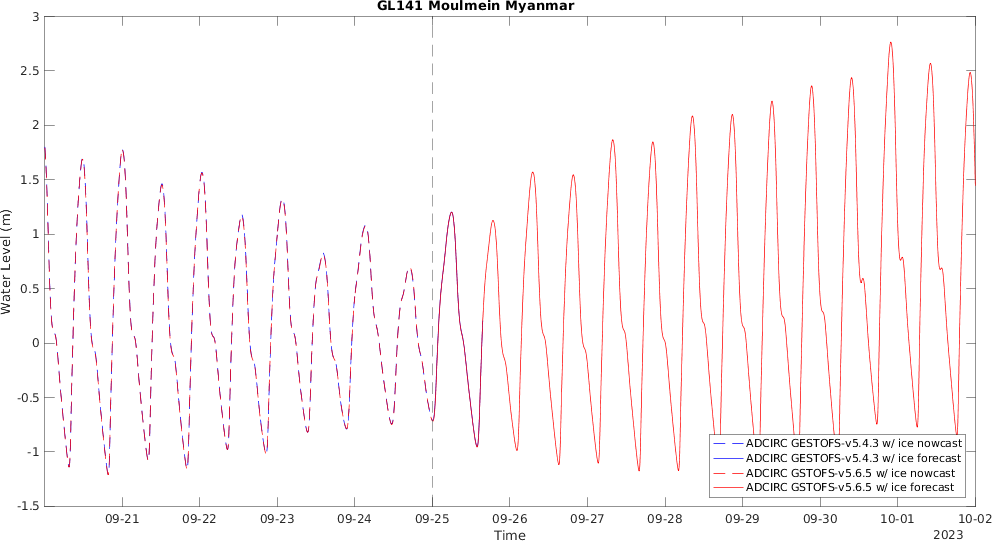 GL141 Moulmein Myanmar
3
2.5
2
1.5
1
0.5
0
-0.5
-1
-1.5
Water Level (m)
ADCIRC GESTOFS-v5.4.3 w/ ice nowcast
ADCIRC GESTOFS-v5.4.3 w/ ice forecast
ADCIRC GSTOFS-v5.6.5 w/ ice nowcast
ADCIRC GSTOFS-v5.6.5 w/ ice forecast
09-21 09-22 09-23 09-24 09-25 09-26 09-27 09-28 09-29 09-30 10-01 10-02
Time
2023